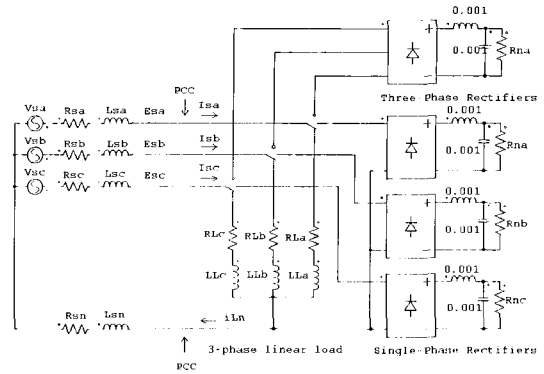 0.001
0.001
Rna
PCC
Three-Phase Rectifiers
Vsa Rsa Lsa Esa Isa
0.001
0.001
Rna
Vsb Rsb Lsb Esb Isb
Vsc Rsc Lsc Esc Isc
0.001
0.001
Rnb
RLc RLb RLa
LLc LLb LLa
0.001
0.001
Rnc
Rsn Lsn iLn
PCC
3-phase linear load
Single-Phase Rectifiers